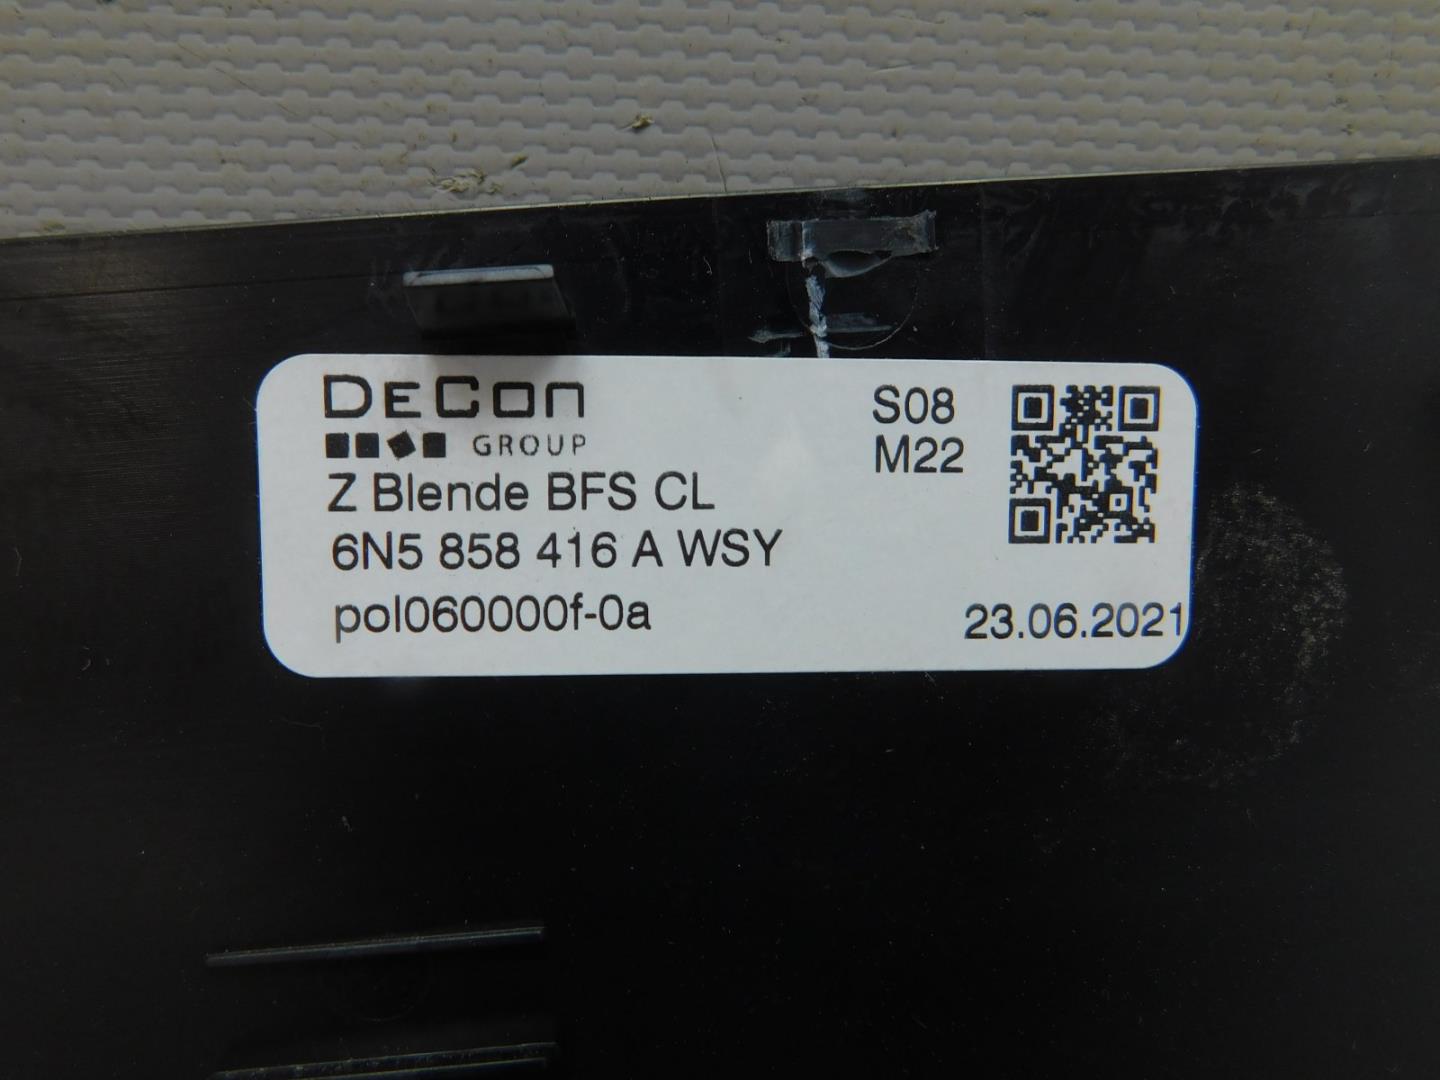 DECON
GROUP
S08
M22
Z Blende BFS CL
6N5 858 416 A WSY
pol060000f-0a
23.06.2021